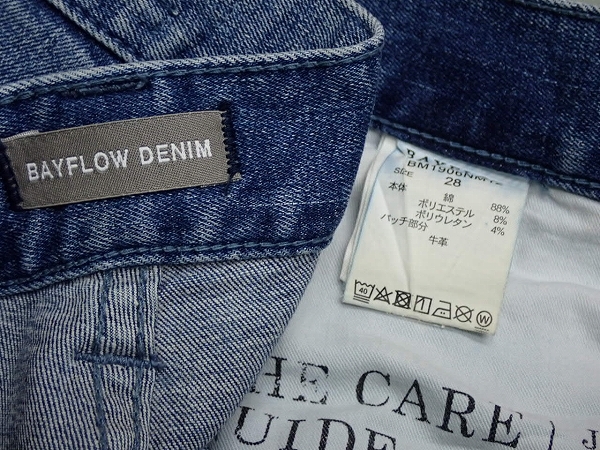 BAYFLOW DENIM
SIZE
28
本体 綿 88%
ポリエステル 8%
ポリウレタン 4%
パッチ部分
牛革
40
W
HE CARE
J
UIDE